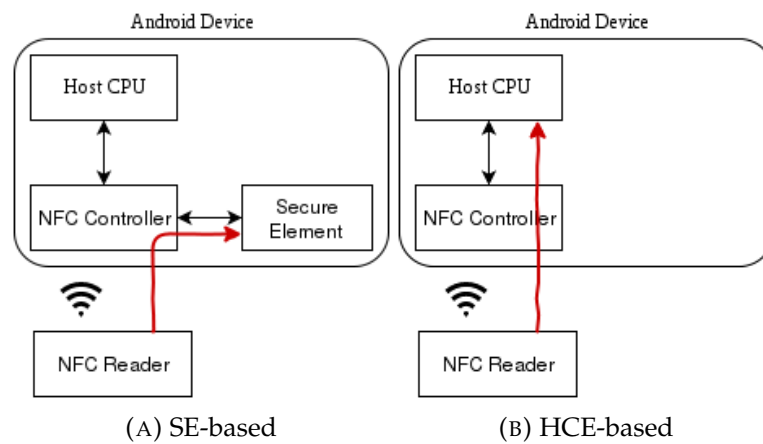 Android Device
Host CPU
NFC Controller
Secure
Element
NFC Reader
(A) SE-based
Android Device
Host CPU
NFC Controller
NFC Reader
(B) HCE-based